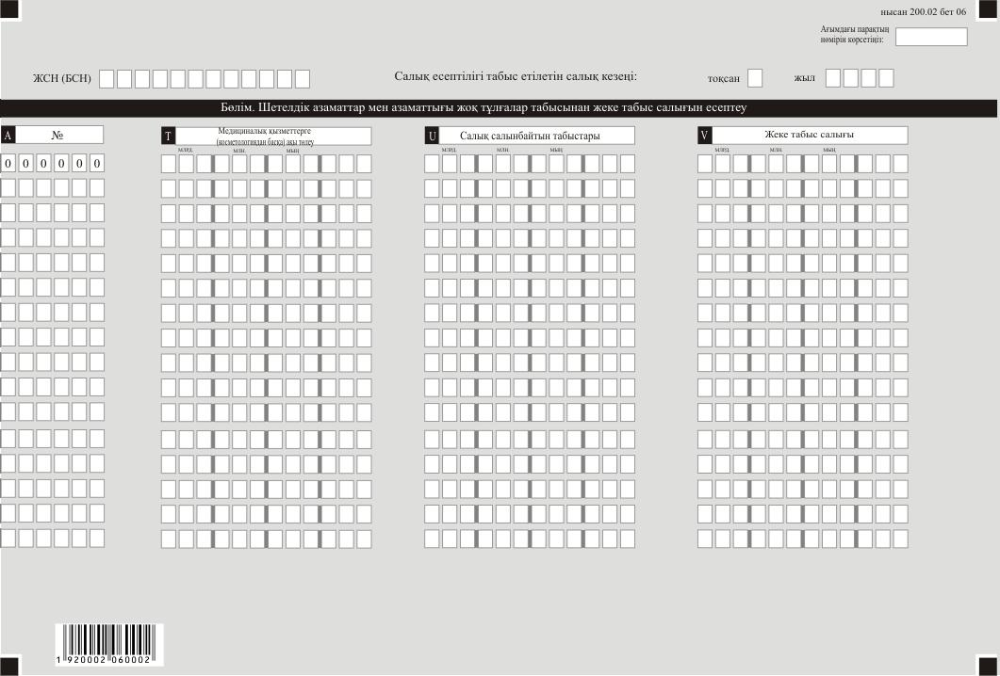 нысан 200.02 бет 06
Ағымдағы парақтың
нөмірін көрсетіңіз:
ЖСН (БСН)
Салық есептілігі табыс етілетін салық кезеңі:
тоқсан
жыл
Бөлім. Шетелдік азаматтар мен азаматтығы жоқ тұлғалар табысынан жеке табыс салығын есептеу
A №
T Медициналық қызметтерге
(косметологиядан басқа) ақы төлеу
U Салық салынбайтын табыстары
V Жеке табыс салығы
млрд. млн. мың
млрд. млн. мың
млрд. млн. мың
0 0 0 0 0 0
1 920002 060002